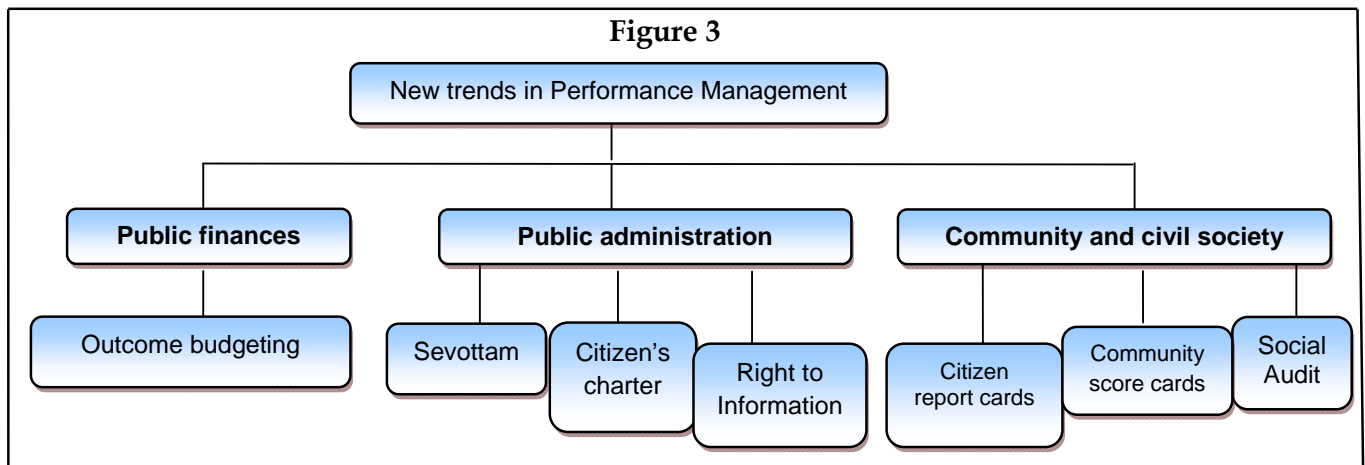 Figure 3
New trends in Performance Management
Public finances
Public administration
Community and civil society
Outcome budgeting
Sevottam
Citizen's
charter
Right to
Information
Citizen
report cards
Community
score cards
Social
Audit